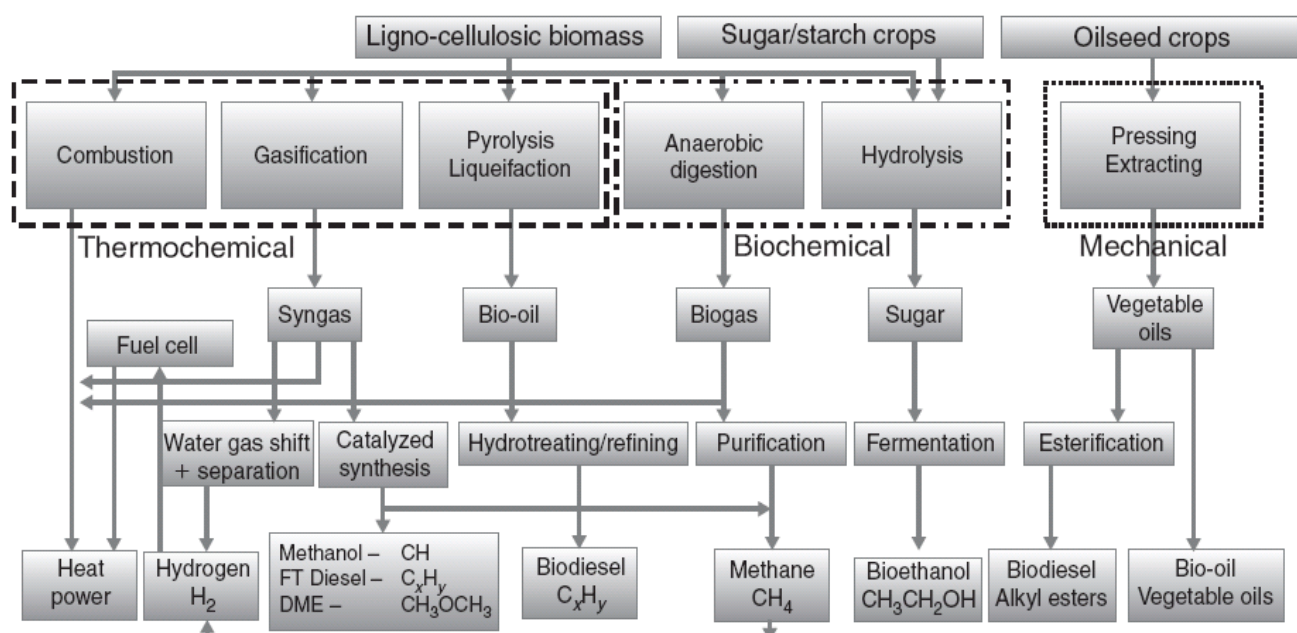 Ligno-cellulosic biomass
Sugar/starch crops
Oilseed crops
Combustion
Gasification
Pyrolysis
Liqueifaction
Anaerobic
digestion
Hydrolysis
Pressing
Extracting
Thermochemical
Biochemical
Mechanical
Syngas
Bio-oil
Biogas
Sugar
Vegetable
oils
Fuel cell
Water gas shift
+ separation
Catalyzed
synthesis
Hydrotreating/refining
Purification
Fermentation
Esterification
Heat
power
Hydrogen
H₂
Methanol – CH
FT Diesel – CₓHᵧ
DME – CH₃OCH₃
Biodiesel
CₓHᵧ
Methane
CH₄
Bioethanol
CH₃CH₂OH
Biodiesel
Alkyl esters
Bio-oil
Vegetable oils